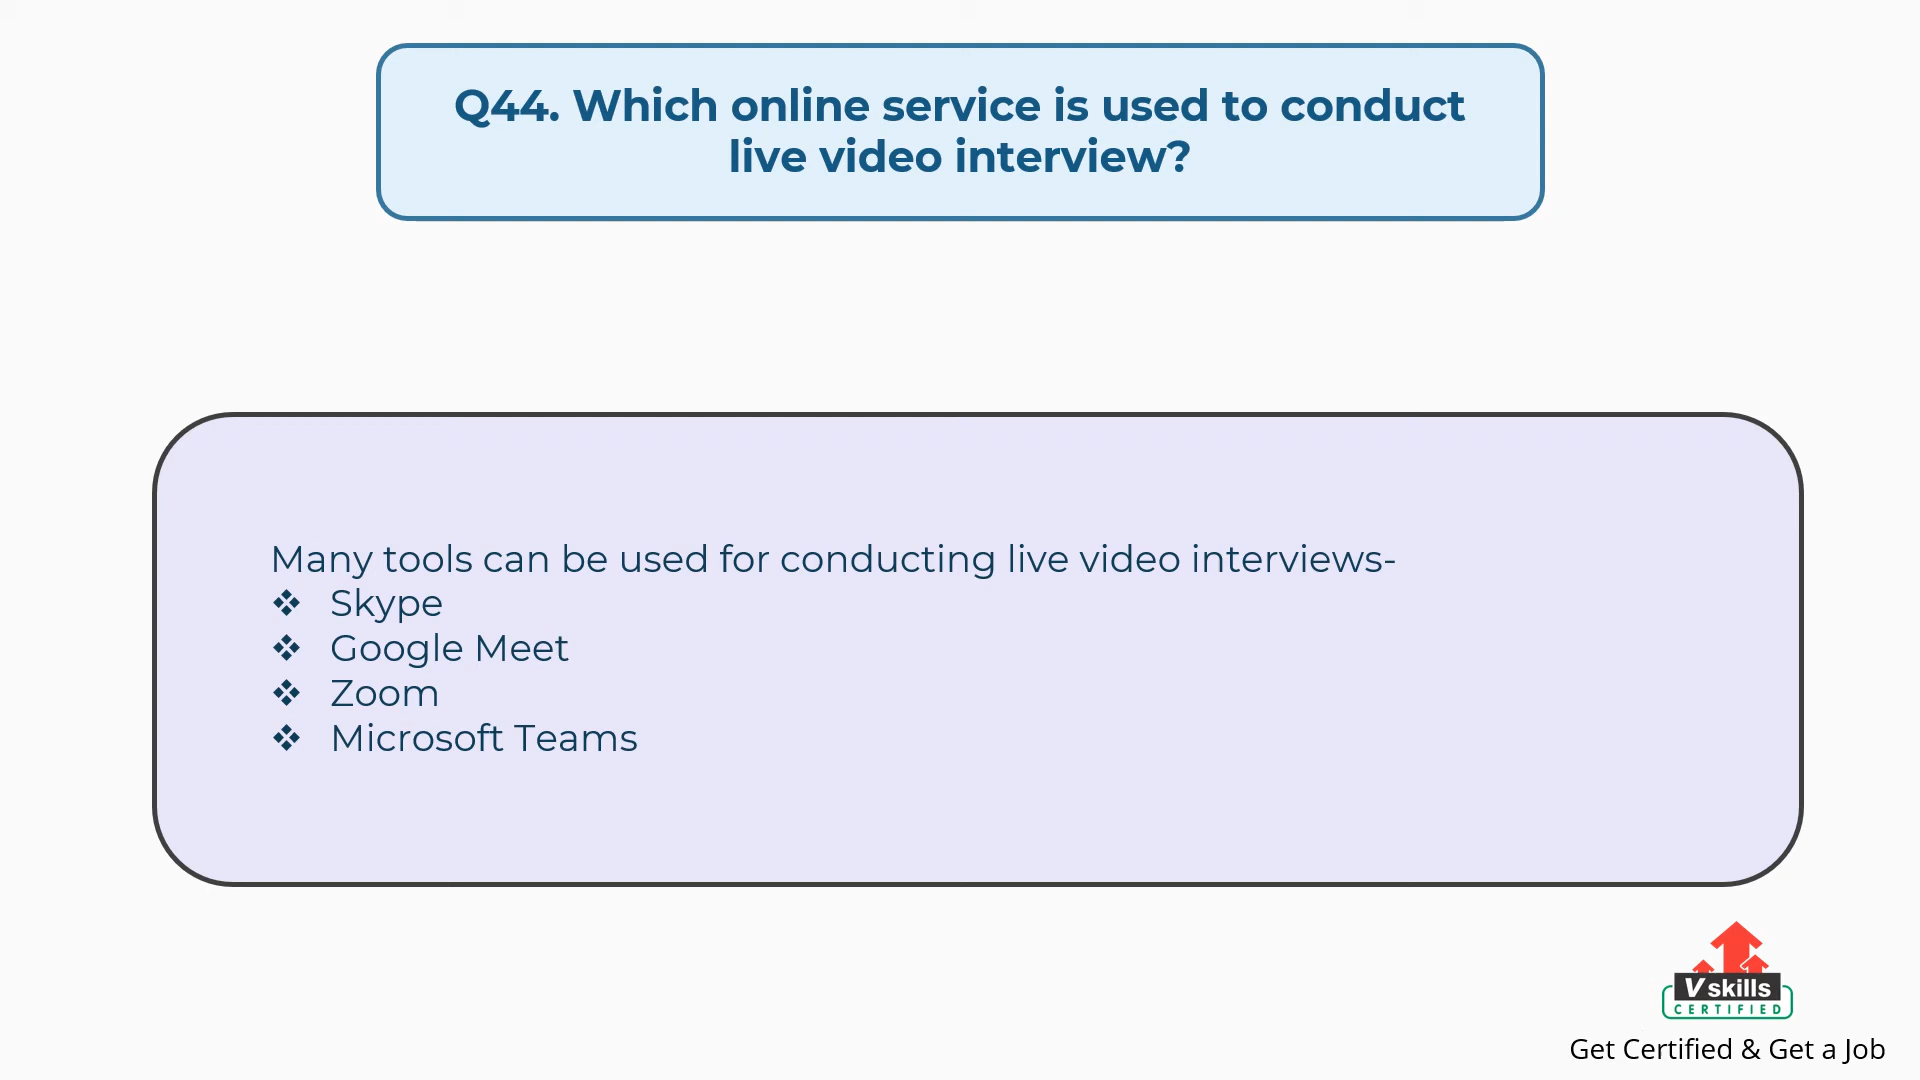 Q44. Which online service is used to conduct
live video interview?
Many tools can be used for conducting live video interviews-
❖ Skype
❖ Google Meet
❖ Zoom
❖ Microsoft Teams
Vskills
CERTIFIED
Get Certified & Get a Job